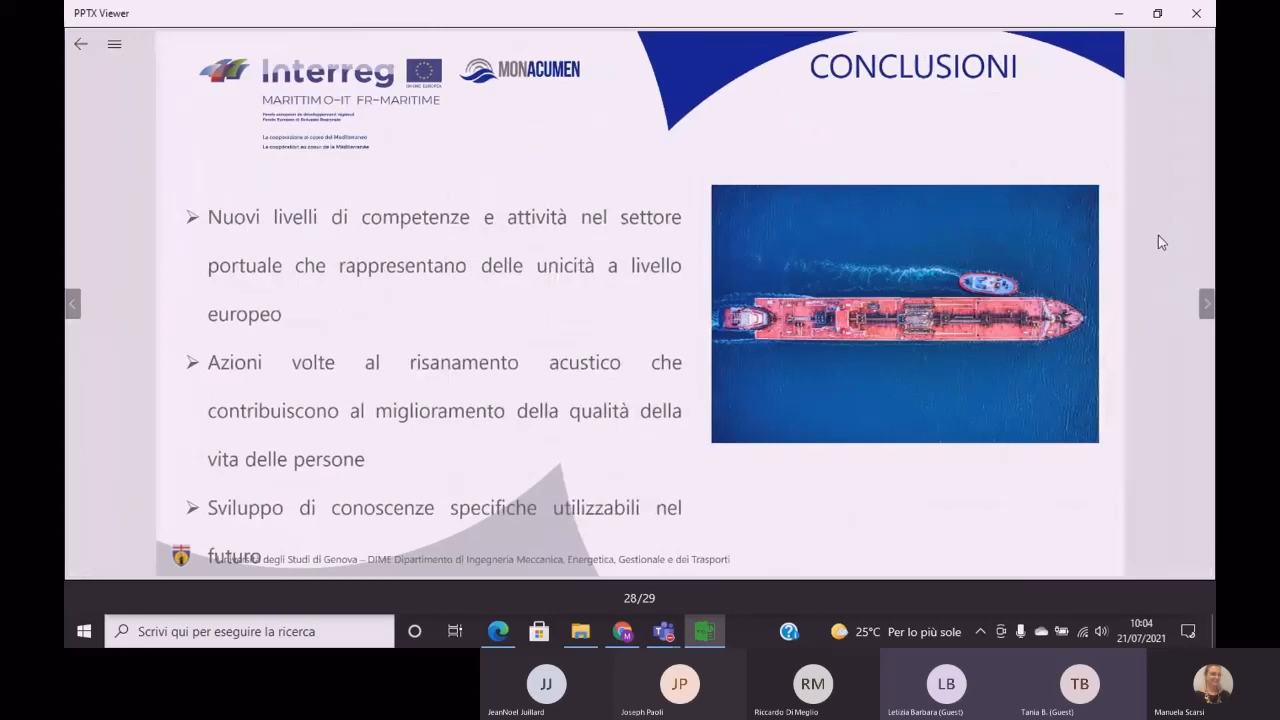 PPTX Viewer
Interreg
UNIONE EUROPEA
MONACUMEN
CONCLUSIONI
MARITTIMO-IT FR-MARITIME
Fonds européen de développement régional
Fondo Europeo di Sviluppo Regionale
La cooperazione al cuore del Mediterraneo
La coopération au coeur de la Méditerranée
Nuovi livelli di competenze e attività nel settore
portuale che rappresentano delle unicità a livello
europeo
Azioni volte al risanamento acustico che
contribuiscono al miglioramento della qualità della
vita delle persone
Sviluppo di conoscenze specifiche utilizzabili nel
futuro
Università degli Studi di Genova – DIME Dipartimento di Ingegneria Meccanica, Energetica, Gestionale e dei Trasporti
28/29
Scrivi qui per eseguire la ricerca
M
25°C Per lo più sole
10:04
21/07/2021
JJ
JP
RM
LB
TB
JeanNoel Juillard
Joseph Paoli
Riccardo Di Meglio
Letizia Barbara (Guest)
Tania B. (Guest)
Manuela Scarsi